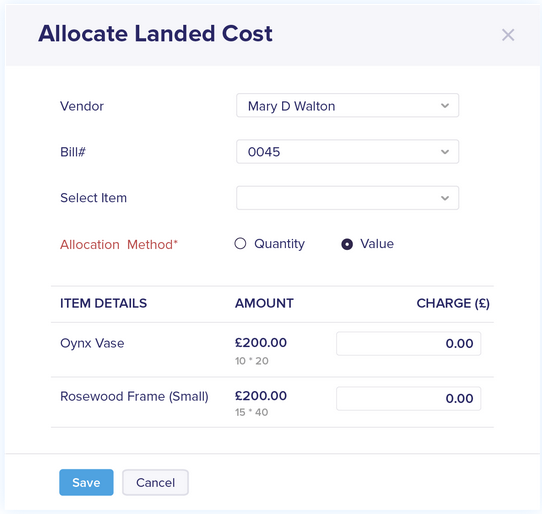 Allocate Landed Cost
Vendor Mary D Walton
Bill# 0045
Select Item
Allocation Method* Quantity Value
ITEM DETAILS AMOUNT CHARGE (£)
Oynx Vase £200.00 0.00
10 * 20
Rosewood Frame (Small) £200.00 0.00
15 * 40
Save Cancel